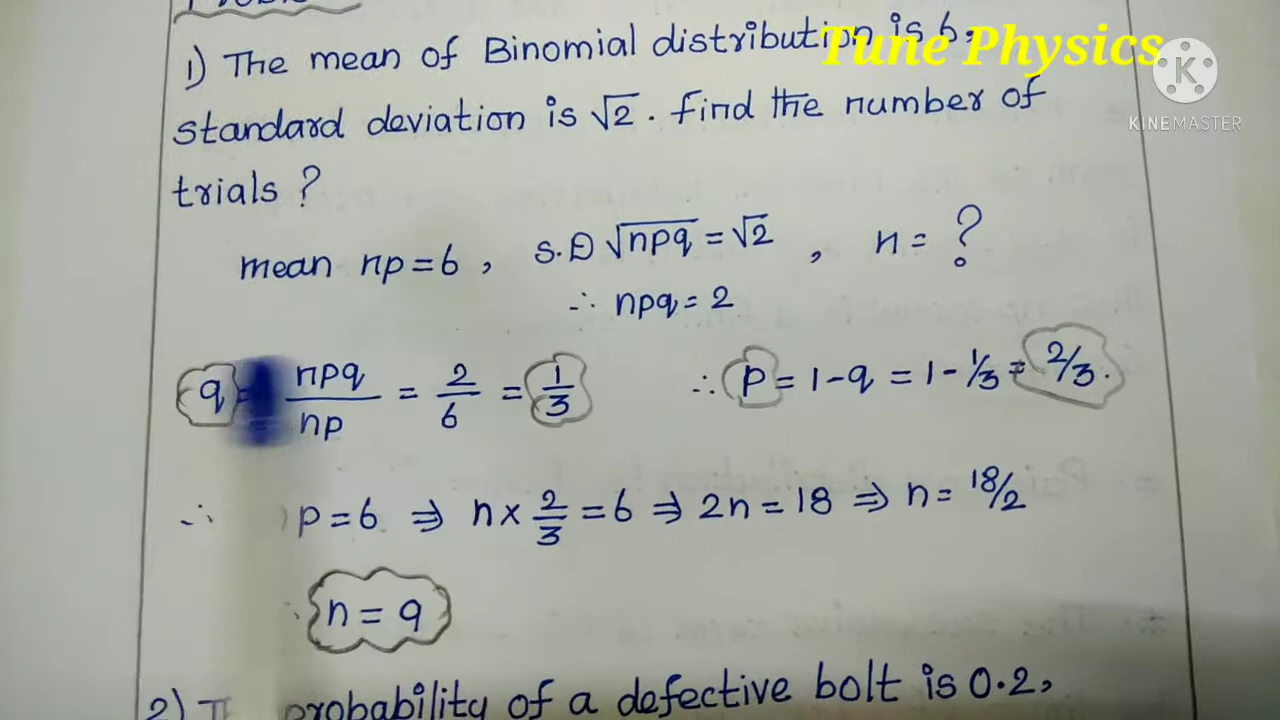 1) The mean of Binomial distribution is 6,
Tune Physics
KINEMASTER
standard deviation is √2. Find the number of
trials ?
mean np = 6 , S.D √npq = √2 , n = ?
∴ npq = 2
q = npq/np = 2/6 = 1/3 ∴ p = 1-q = 1-1/3 = 2/3.
∴ p = 6 ⇒ n × 2/3 = 6 ⇒ 2n = 18 ⇒ n = 18/2
n = 9
2) probability of a defective bolt is 0.2,